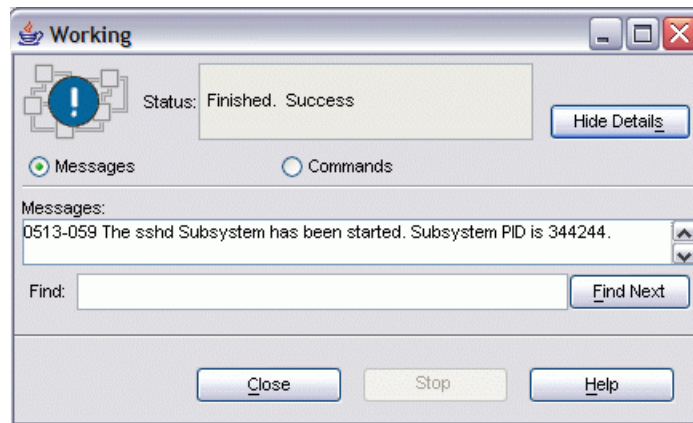 Working
Status: Finished. Success
Hide Details
Messages
Commands
Messages:
0513-059 The sshd Subsystem has been started. Subsystem PID is 344244.
Find:
Find Next
Close
Stop
Help